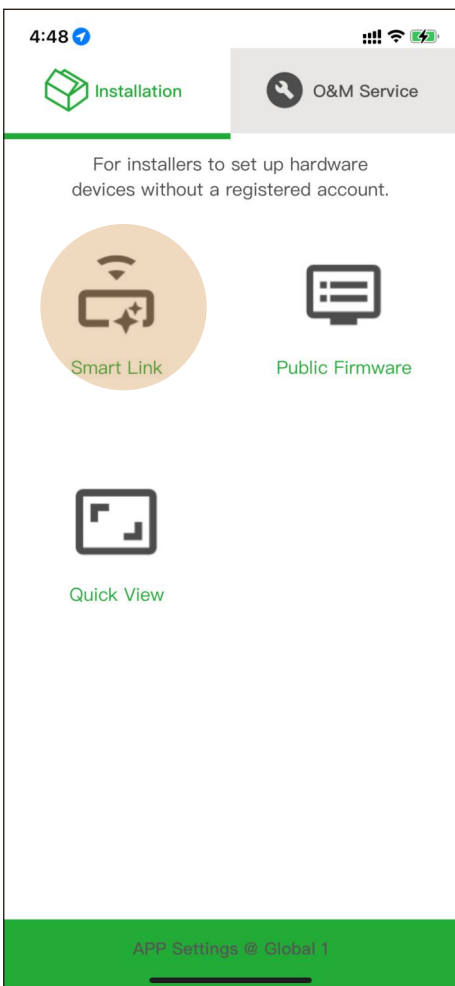 4:48
Installation
O&M Service
For installers to set up hardware
devices without a registered account.
Smart Link
Public Firmware
Quick View
APP Settings @ Global 1